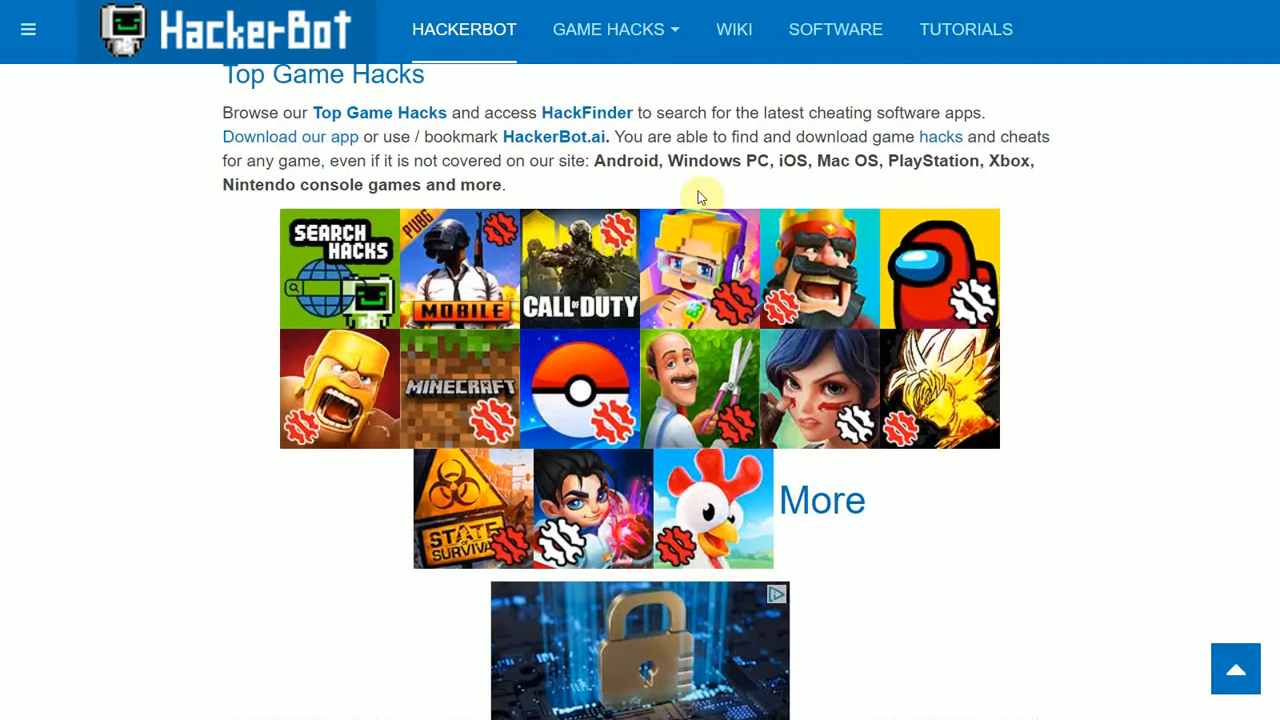 HackerBot
HACKERBOT
GAME HACKS
WIKI
SOFTWARE
TUTORIALS
Top Game Hacks
Browse our Top Game Hacks and access HackFinder to search for the latest cheating software apps.
Download our app or use / bookmark HackerBot.ai. You are able to find and download game hacks and cheats
for any game, even if it is not covered on our site: Android, Windows PC, iOS, Mac OS, PlayStation, Xbox,
Nintendo console games and more.
SEARCH
HACKS
PUBG
MOBILE
CALL OF DUTY
MINECRAFT
STATE OF
SURVIVAL
More